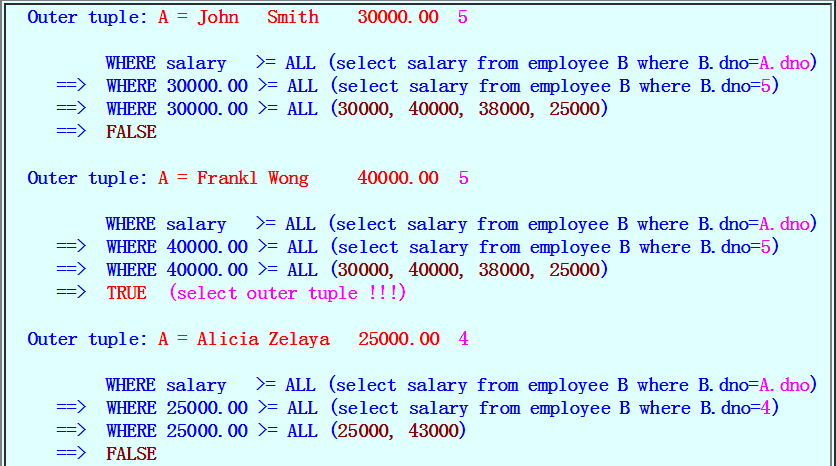 Outer tuple: A = John   Smith    30000.00  5
WHERE salary   >= ALL (select salary from employee B where B.dno=A.dno)
==>  WHERE 30000.00 >= ALL (select salary from employee B where B.dno=5)
==>  WHERE 30000.00 >= ALL (30000, 40000, 38000, 25000)
==>  FALSE
Outer tuple: A = Frankl Wong     40000.00  5
WHERE salary   >= ALL (select salary from employee B where B.dno=A.dno)
==>  WHERE 40000.00 >= ALL (select salary from employee B where B.dno=5)
==>  WHERE 40000.00 >= ALL (30000, 40000, 38000, 25000)
==>  TRUE  (select outer tuple !!!)
Outer tuple: A = Alicia Zelaya   25000.00  4
WHERE salary   >= ALL (select salary from employee B where B.dno=A.dno)
==>  WHERE 25000.00 >= ALL (select salary from employee B where B.dno=4)
==>  WHERE 25000.00 >= ALL (25000, 43000)
==>  FALSE